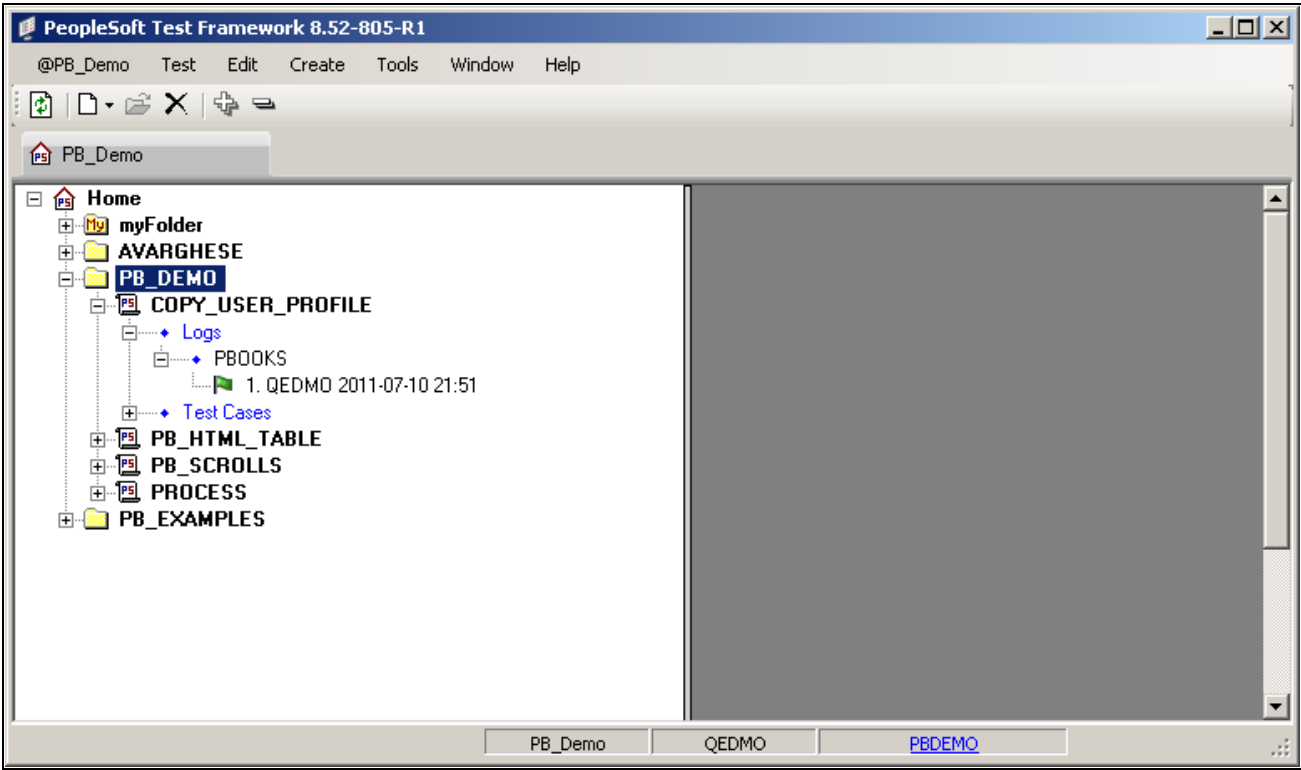 PeopleSoft Test Framework 8.52-805-R1
@PB_Demo Test Edit Create Tools Window Help
PB_Demo
Home
myFolder
AVARGHESE
PB_DEMO
COPY_USER_PROFILE
Logs
PBOOKS
1. QEDMO 2011-07-10 21:51
Test Cases
PB_HTML_TABLE
PB_SCROLLS
PROCESS
PB_EXAMPLES
PB_Demo QEDMO PBDEMO